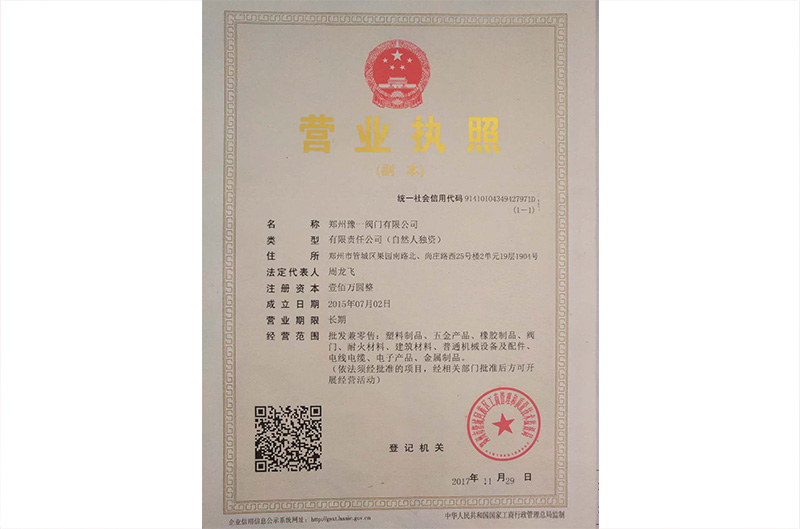 营业执照
(副 本)
统一社会信用代码 91410104349427971D
(1-1)
名 称 郑州豫一阀门有限公司
类 型 有限责任公司(自然人独资)
住 所 郑州市管城区果园南路北、尚庄路西25号楼2单元19层1904号
法定代表人 周龙飞
注册资本 壹佰万圆整
成立日期 2015年07月02日
营业期限 长期
经营范围 批发兼零售:塑料制品、五金产品、橡胶制品、阀
门、耐火材料、建筑材料、普通机械设备及配件、
电线电缆、电子产品、金属制品。
(依法须经批准的项目,经相关部门批准后方可开
展经营活动)
登记机关
2017年 11 月 29 日
企业信用信息公示系统网址: http://gsxt.haaic.gov.cn
中华人民共和国国家工商行政管理总局监制